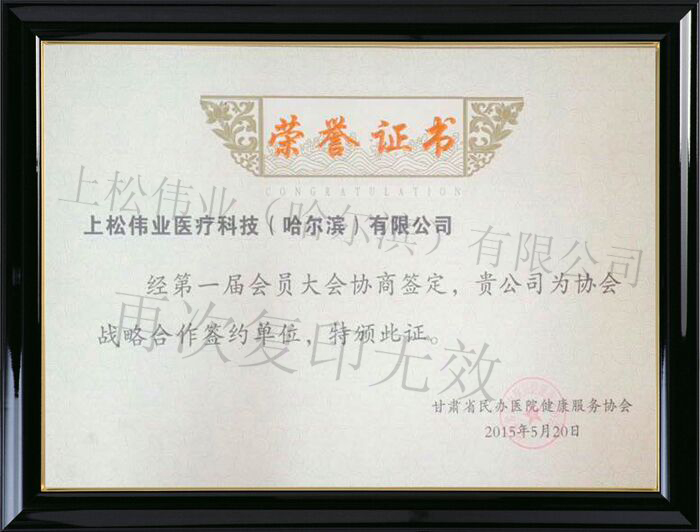 荣誉证书
CONGRATULATION
上松伟业医疗科技（哈尔滨）有限公司
经第一届会员大会协商签定，贵公司为协会
战略合作签约单位，特颁此证。
甘肃省民办医院健康服务协会
2015年5月20日
上松伟业（哈尔滨）有限公司
再次复印无效